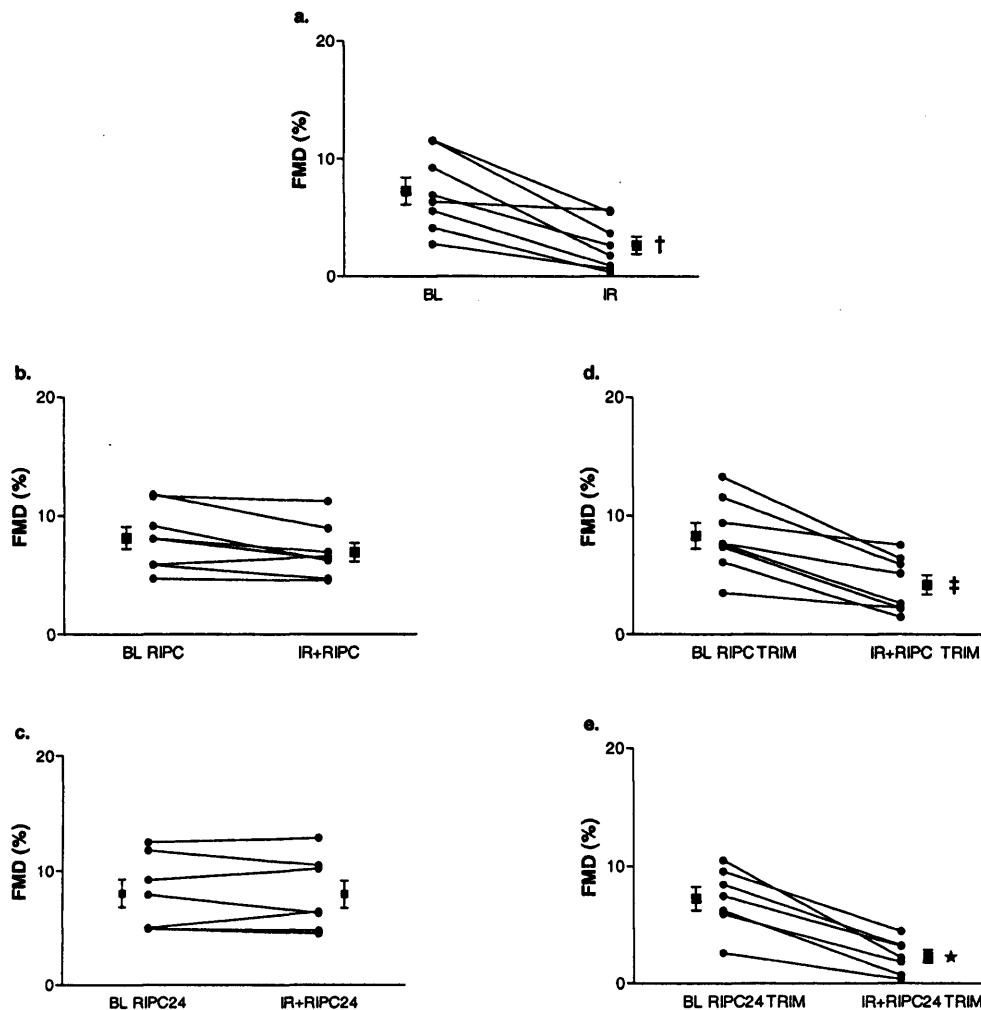 a.
20
10
0
FMD (%)
BL IR
†
b.
20
10
0
FMD (%)
BL RIPC IR+RIPC
d.
20
10
0
FMD (%)
BL RIPC TRIM IR+RIPC TRIM
‡
c.
20
10
0
FMD (%)
BL RIPC24 IR+RIPC24
e.
20
10
0
FMD (%)
BL RIPC24 TRIM IR+RIPC24 TRIM
★